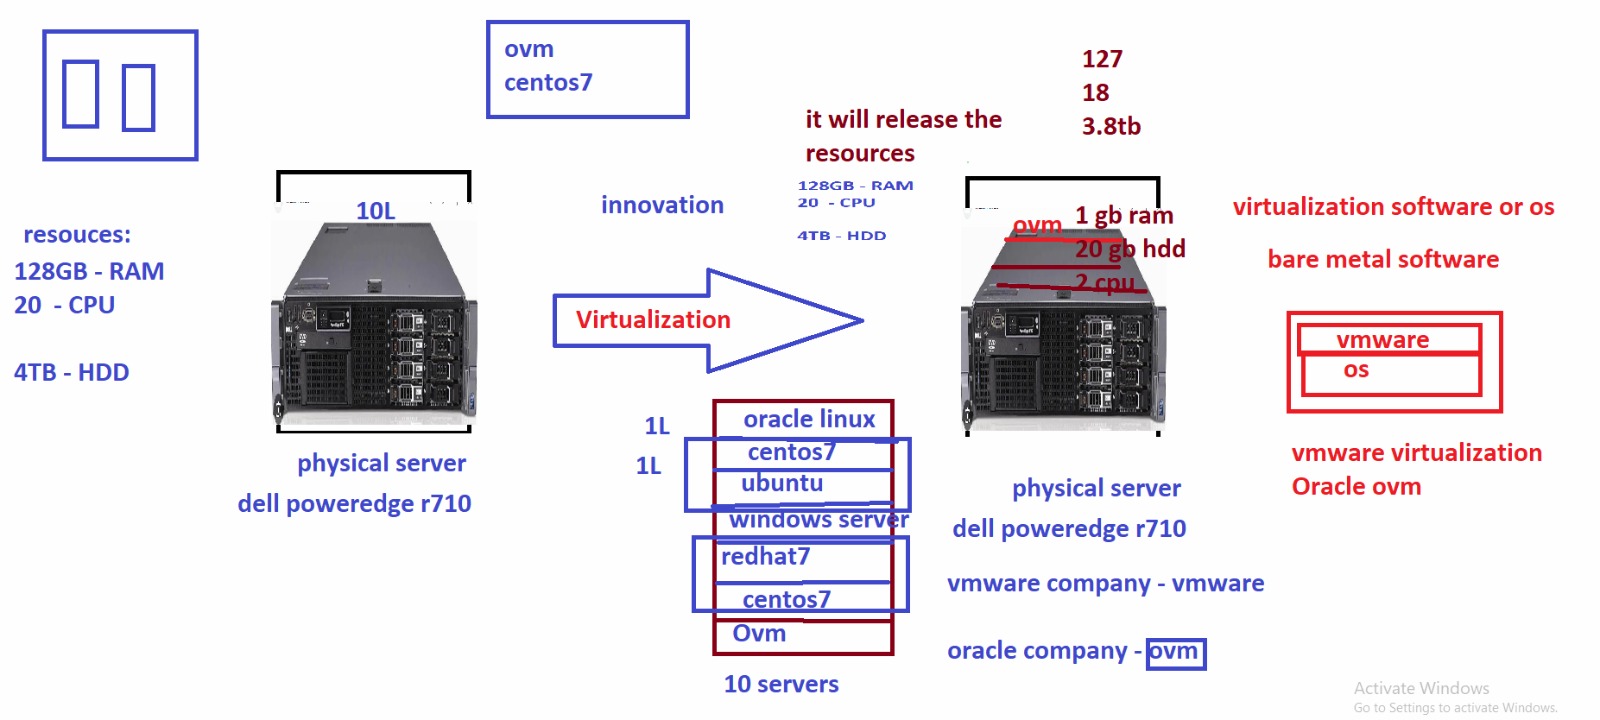 ovm
centos7
127
18
3.8tb
it will release the
resources
128GB - RAM
20 - CPU
4TB - HDD
10L
resouces:
128GB - RAM
20 - CPU
4TB - HDD
innovation
Virtualization
ovm
1 gb ram
20 gb hdd
2 cpu
virtualization software or os
bare metal software
vmware
os
vmware virtualization
Oracle ovm
physical server
dell poweredge r710
1L
1L
oracle linux
centos7
ubuntu
windows server
redhat7
centos7
Ovm
10 servers
physical server
dell poweredge r710
vmware company - vmware
oracle company - ovm
Activate Windows
Go to Settings to activate Windows.